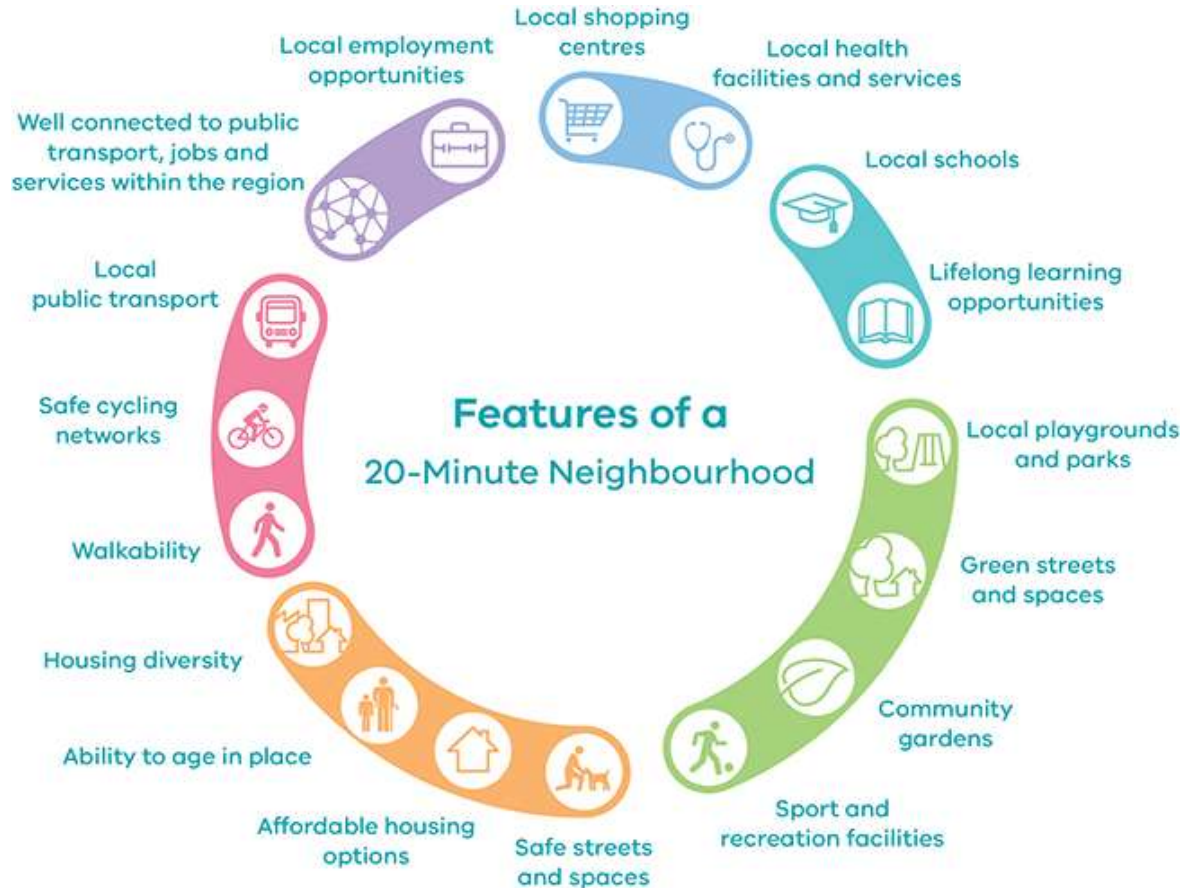 Features of a
20-Minute Neighbourhood
Local shopping
centres
Local health
facilities and services
Local schools
Lifelong learning
opportunities
Local playgrounds
and parks
Green streets
and spaces
Community
gardens
Sport and
recreation facilities
Safe streets
and spaces
Affordable housing
options
Ability to age in place
Housing diversity
Walkability
Safe cycling
networks
Local
public transport
Well connected to public
transport, jobs and
services within the region
Local employment
opportunities